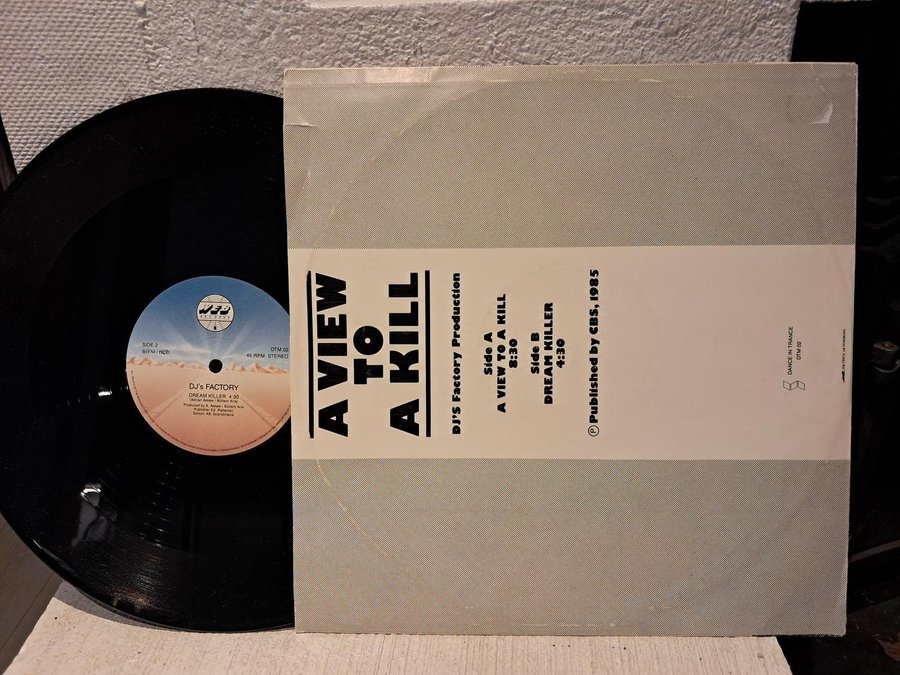 SIDE 2
DTM 02
n©b
45 RPM STEREO
DJ's FACTORY
DREAM KILLER 4:30
A VIEW
TO
A KILL
DJ'S Factory Production
Side A
A VIEW TO A KILL
8:30
Side B
DREAM KILLER
4:30
Ⓟ Published by CBS, 1985
DANCE IN TRANCE
DTM 02